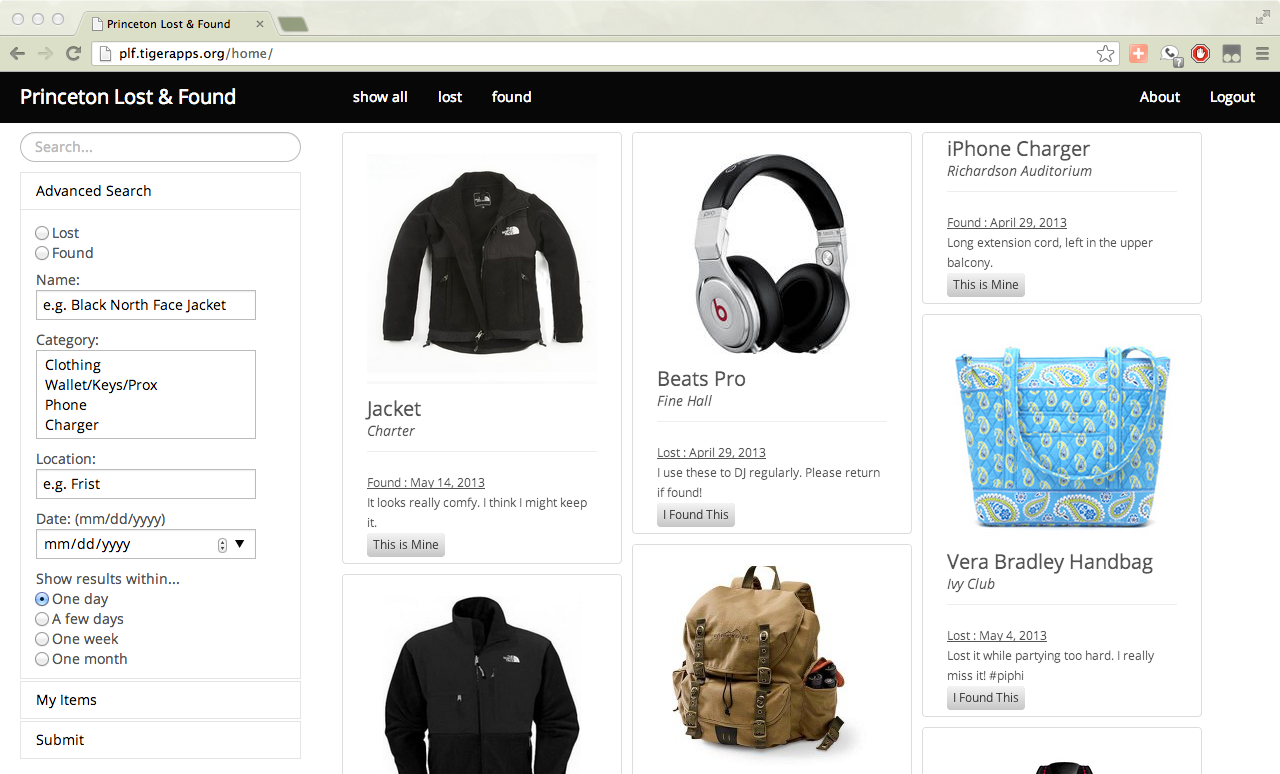 Princeton Lost & Found
plf.tigerapps.org/home/
Princeton Lost & Found
show all
lost
found
About
Logout
Search...
Advanced Search
Lost
Found
Name:
e.g. Black North Face Jacket
Category:
Clothing
Wallet/Keys/Prox
Phone
Charger
Location:
e.g. Frist
Date: (mm/dd/yyyy)
mm/dd/yyyy
Show results within...
One day
A few days
One week
One month
My Items
Submit
Jacket
Charter
Found : May 14, 2013
It looks really comfy. I think I might keep
it.
This is Mine
Beats Pro
Fine Hall
Lost : April 29, 2013
I use these to DJ regularly. Please return
if found!
I Found This
iPhone Charger
Richardson Auditorium
Found : April 29, 2013
Long extension cord, left in the upper
balcony.
This is Mine
Vera Bradley Handbag
Ivy Club
Lost : May 4, 2013
Lost it while partying too hard. I really
miss it! #piphi
I Found This